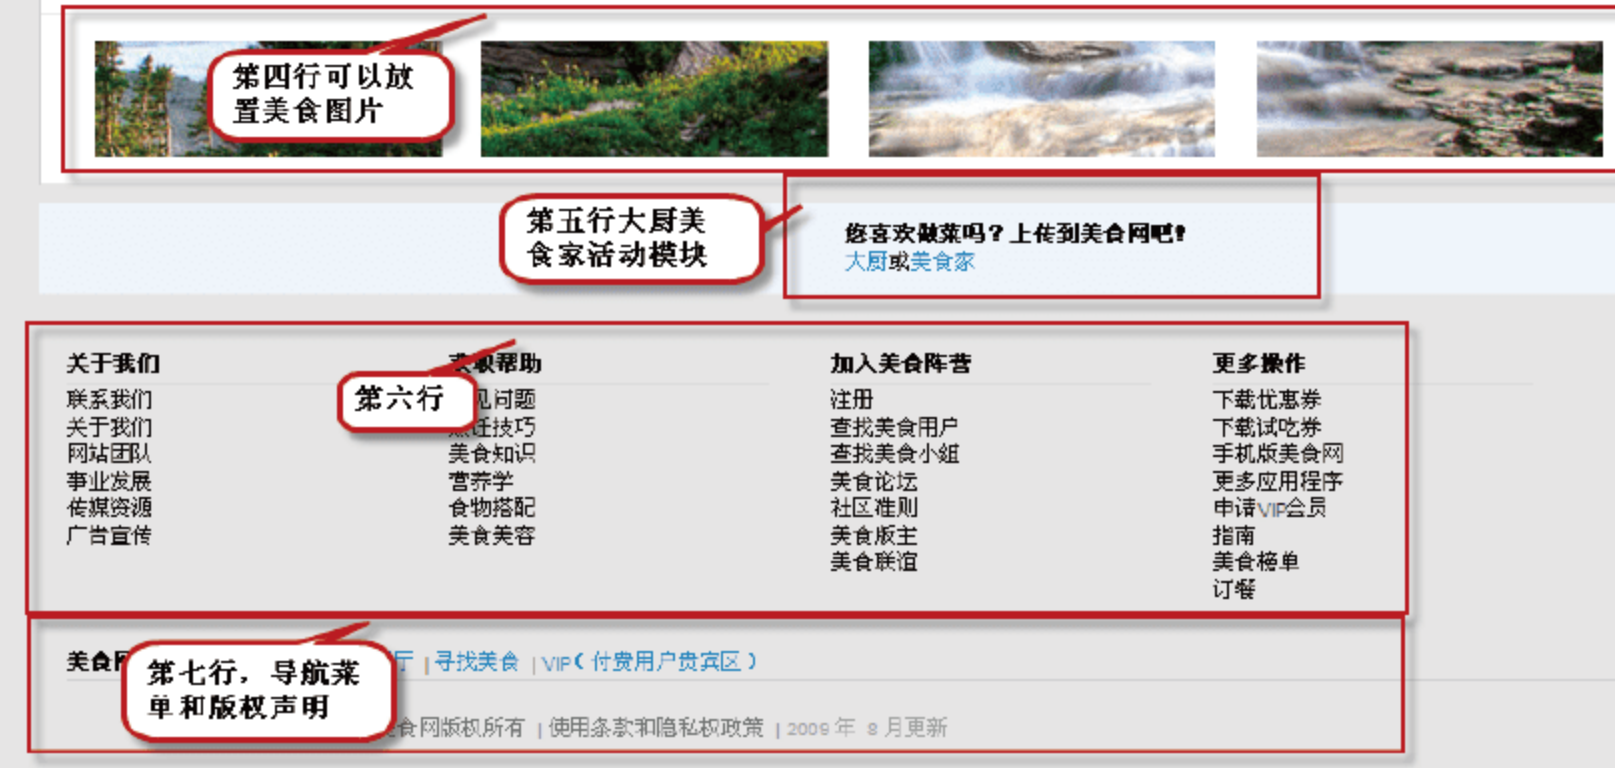 第四行可以放
置美食图片
第五行大厨美
食家活动模块
您喜欢做菜吗？上传到美食网吧！
大厨或美食家
关于我们
联系我们
关于我们
网站团队
事业发展
传媒资源
广告宣传
第六行
取帮助
见问题
烹饪技巧
美食知识
营养学
食物搭配
美食美容
加入美食阵营
注册
查找美食用户
查找美食小组
美食论坛
社区准则
美食版主
美食联谊
更多操作
下载优惠券
下载试吃券
手机版美食网
更多应用程序
申请VIP会员
指南
美食榜单
订餐
第七行，导航菜
单和版权声明
美食 厅 | 寻找美食 | VIP（付费用户贵宾区）
食网版权所有 | 使用条款和隐私权政策 | 2009 年 8 月更新